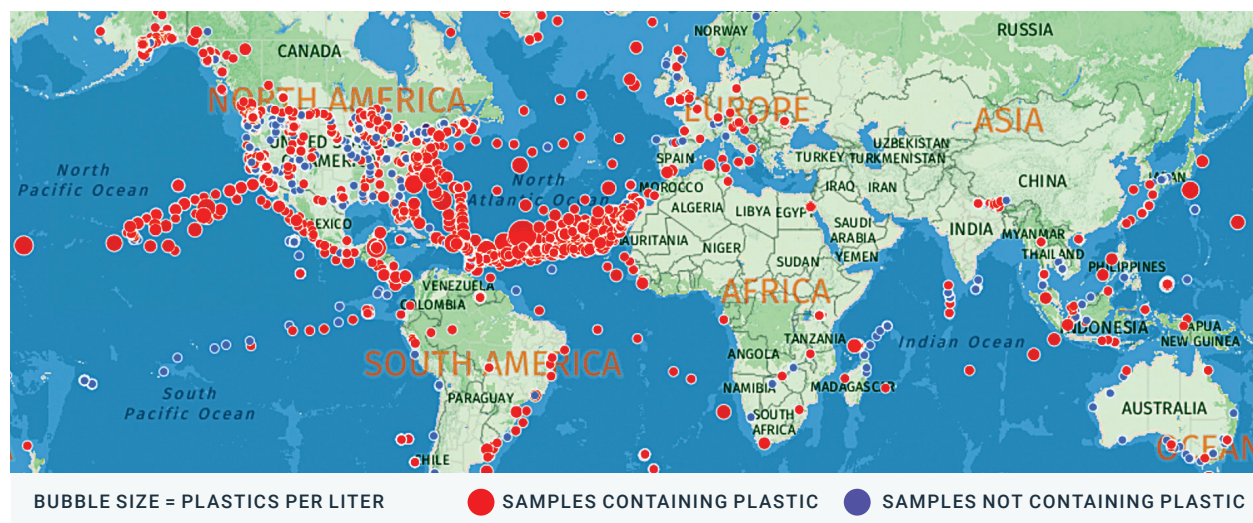 NORWAY
RUSSIA
CANADA
NORTH AMERICA
EUROPE
ASIA
UZBEKISTAN
TURKMENISTAN
TURKEY
SPAIN
North
Pacific Ocean
North
Atlantic Ocean
MOROCCO
ALGERIA
LIBYA
EGYPT
IRAQ
IRAN
CHINA
JAPAN
MEXICO
SAUDI
ARABIA
YEMEN
INDIA
MYANMAR
THAILAND
PHILIPPINES
NIGER
SUDAN
AFRICA
VENEZUELA
COLOMBIA
TANZANIA
Indian Ocean
INDONESIA
PAPUA
NEW GUINEA
SOUTH AMERICA
ANGOLA
NAMIBIA
MADAGASCAR
South
Pacific Ocean
PARAGUAY
SOUTH
AFRICA
AUSTRALIA
OCEAN
CHILE
BUBBLE SIZE = PLASTICS PER LITER
SAMPLES CONTAINING PLASTIC
SAMPLES NOT CONTAINING PLASTIC